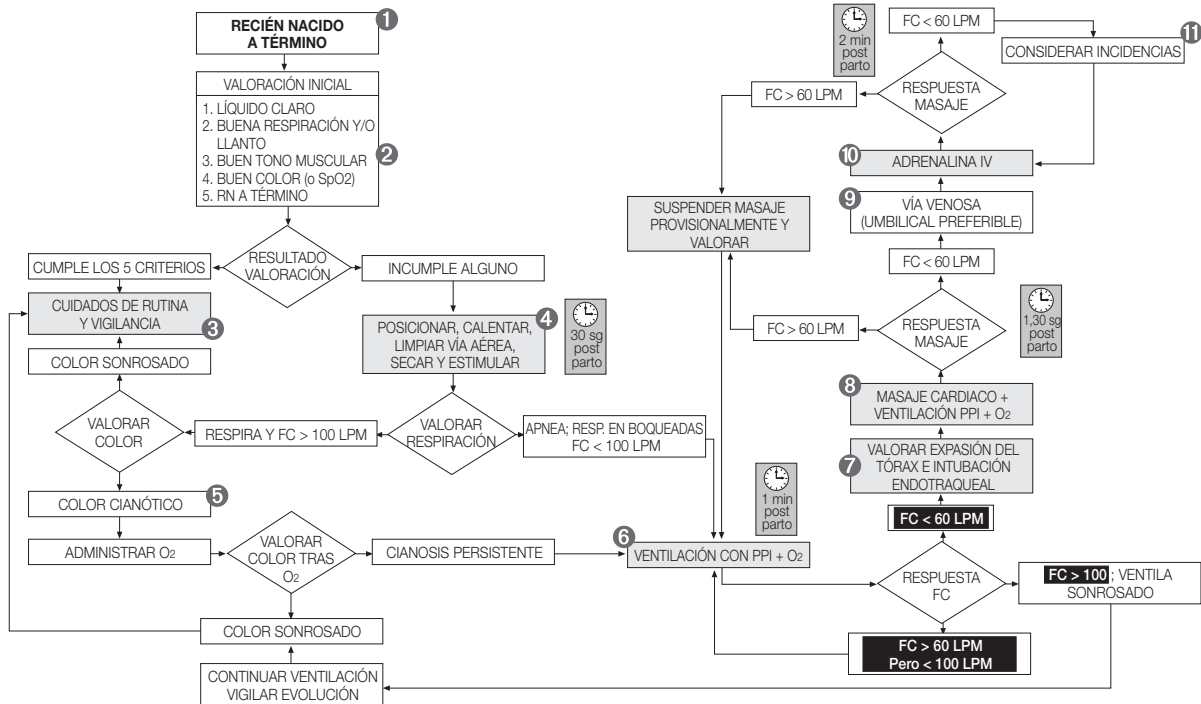 1
RECIÉN NACIDO
A TÉRMINO
VALORACIÓN INICIAL
1. LÍQUIDO CLARO
2. BUENA RESPIRACIÓN Y/O
LLANTO
3. BUEN TONO MUSCULAR
4. BUEN COLOR (o SpO2)
5. RN A TÉRMINO
2
RESULTADO
VALORACIÓN
CUMPLE LOS 5 CRITERIOS
INCUMPLE ALGUNO
CUIDADOS DE RUTINA
Y VIGILANCIA
3
POSICIONAR, CALENTAR,
LIMPIAR VÍA AÉREA,
SECAR Y ESTIMULAR
4
30 sg
post
parto
COLOR SONROSADO
VALORAR
COLOR
RESPIRA Y FC > 100 LPM
VALORAR
RESPIRACIÓN
APNEA; RESP. EN BOQUEADAS
FC < 100 LPM
COLOR CIANÓTICO
5
ADMINISTRAR O2
VALORAR
COLOR TRAS
O2
CIANOSIS PERSISTENTE
COLOR SONROSADO
CONTINUAR VENTILACIÓN
VIGILAR EVOLUCIÓN
1 min
post
parto
6
VENTILACIÓN CON PPI + O2
RESPUESTA
FC
FC > 100 ; VENTILA
SONROSADO
FC > 60 LPM
Pero < 100 LPM
FC < 60 LPM
7
VALORAR EXPASIÓN DEL
TÓRAX E INTUBACIÓN
ENDOTRAQUEAL
8
MASAJE CARDIACO +
VENTILACIÓN PPI + O2
1,30 sg
post
parto
RESPUESTA
MASAJE
FC > 60 LPM
SUSPENDER MASAJE
PROVISIONALMENTE Y
VALORAR
FC < 60 LPM
9
VÍA VENOSA
(UMBILICAL PREFERIBLE)
10
ADRENALINA IV
RESPUESTA
MASAJE
FC > 60 LPM
2 min
post
parto
FC < 60 LPM
11
CONSIDERAR INCIDENCIAS